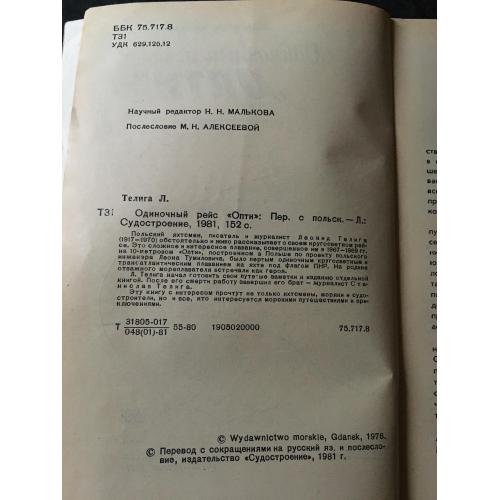 ББК 75.717.8
Т31
УДК 629.125.12
Научный редактор Н. Н. МАЛЬКОВА
Послесловие М. Н. АЛЕКСЕЕВОЙ
Телига Л.
Т31 Одиночный рейс «Опти»: Пер. с польск. — Л.:
Судостроение, 1981, 152 с.
Польский яхтсмен, писатель и журналист Леонид Телига
(1917—1970) обстоятельно и живо рассказывает о своем кругосветном рей-
се. Это сложное и интересное плавание, совершенное им в 1967—1969 гг.
на 10-метровой «Опти», построенной в Польше по проекту польского
инженера Леона Тумиловича, было первым одиночным кругосветным и
трансатлантическим плаванием на яхте под флагом ПНР. На родине
отважного мореплавателя встречали как героя.
Л. Телига начал готовить свои путевые заметки к изданию отдельной
книгой. После его смерти работу завершил его брат — журналист Ста-
нислав Телига.
Эту книгу с интересом прочтут не только яхтсмены, моряки и судо-
строители, но и все, кто интересуется морскими путешествиями и при-
ключениями.
Т 31805-017
048(01)-81 55-80 1905020000 75.717.8
© Wydawnictwo morskie, Gdansk, 1976.
© Перевод с сокращениями на русский яз. и послесло-
вие, издательство «Судостроение», 1981 г.